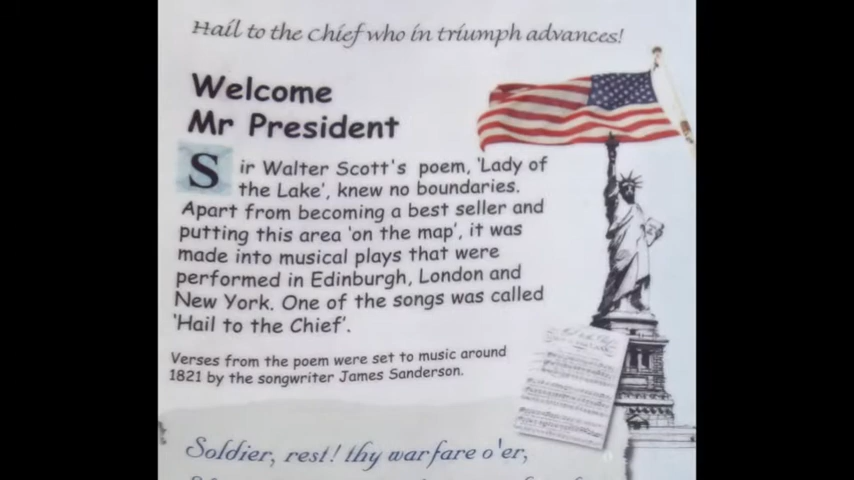 Hail to the chief who in triumph advances!
Welcome
Mr President
Sir Walter Scott's poem, 'Lady of
the Lake', knew no boundaries.
Apart from becoming a best seller and
putting this area 'on the map', it was
made into musical plays that were
performed in Edinburgh, London and
New York. One of the songs was called
'Hail to the Chief'.
Verses from the poem were set to music around
1821 by the songwriter James Sanderson.
Soldier, rest! thy warfare o'er,